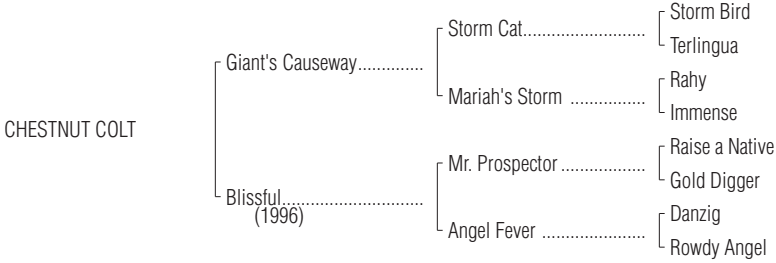 Storm Bird
Storm Cat.........................
Terlingua
Giant's Causeway..............
Rahy
Mariah's Storm ................
Immense
CHESTNUT COLT
Raise a Native
Mr. Prospector ..................
Gold Digger
Blissful..............................
(1996)
Danzig
Angel Fever ......................
Rowdy Angel